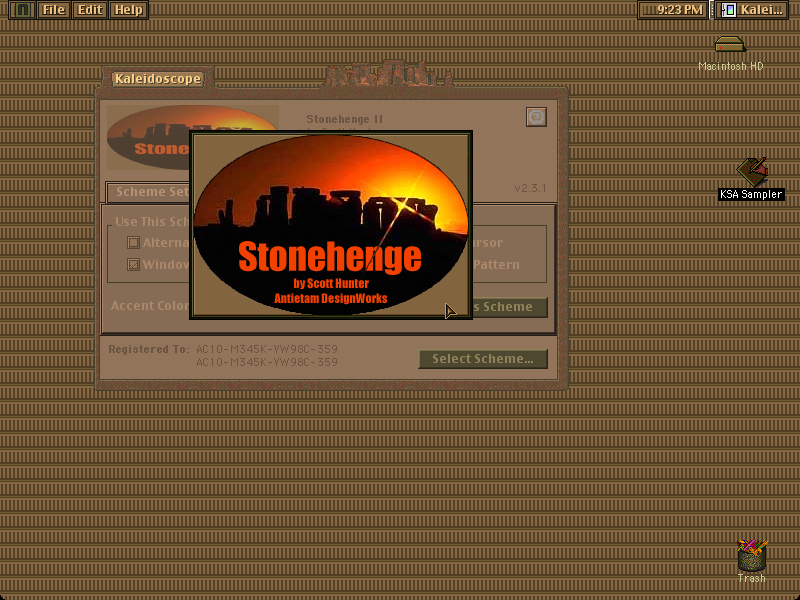 File Edit Help
9:23 PM Kalei...
Macintosh HD
Kaleidoscope
Stonehenge II
Stone
KSA Sampler
v2.3.1
Scheme Set
Use This Sch
Alterna
rsor
Window
Pattern
Accent Color
s Scheme
Stonehenge
by Scott Hunter
Antietam DesignWorks
Registered To: AC10-M345K-YW98C-359
AC10-M345K-YW98C-359
Select Scheme...
Trash